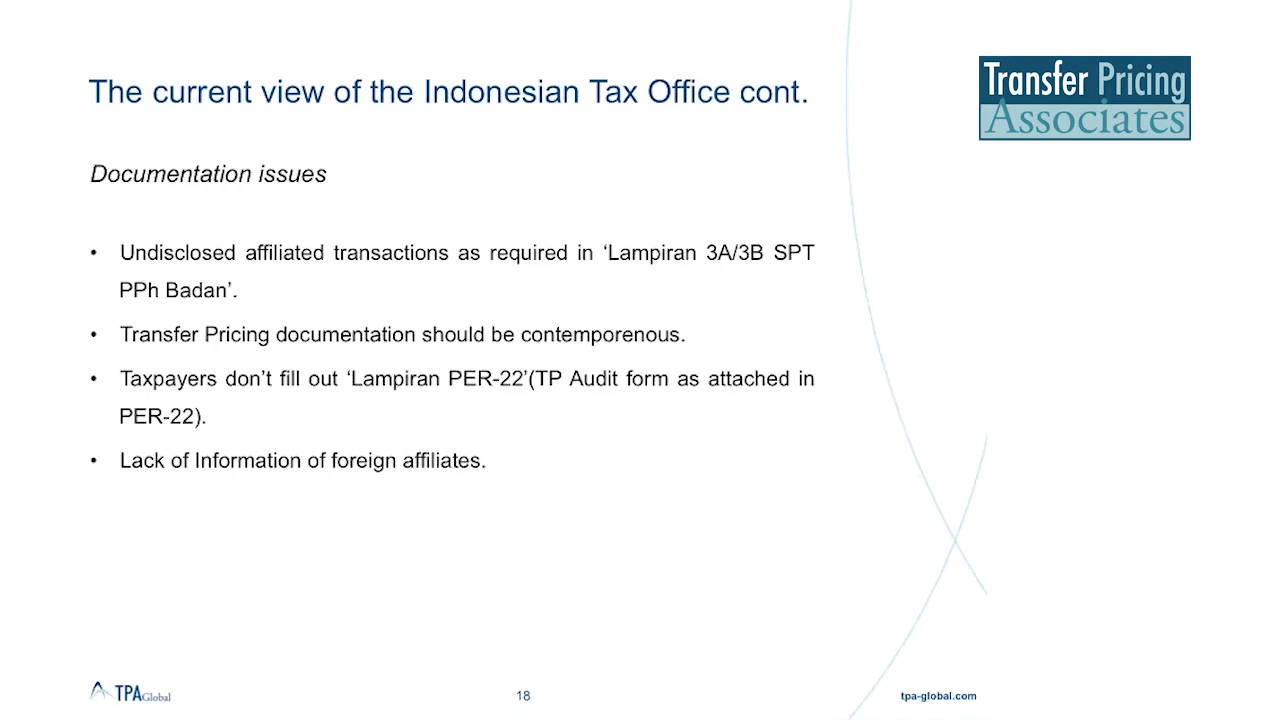 The current view of the Indonesian Tax Office cont.
Transfer Pricing
Associates
Documentation issues
• Undisclosed affiliated transactions as required in ‘Lampiran 3A/3B SPT
PPh Badan’.
• Transfer Pricing documentation should be contemporenous.
• Taxpayers don’t fill out ‘Lampiran PER-22’(TP Audit form as attached in
PER-22).
• Lack of Information of foreign affiliates.
TPA Global
18
tpa-global.com